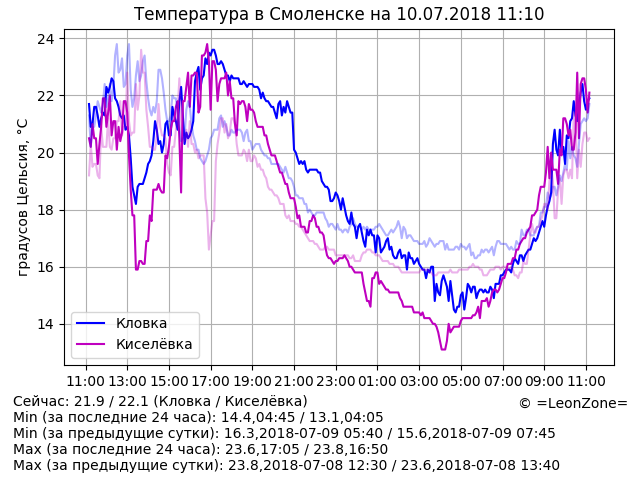 Температура в Смоленске на 10.07.2018 11:10
градусов Цельсия, °C
24
22
20
18
16
14
Кловка
Киселёвка
11:00 13:00 15:00 17:00 19:00 21:00 23:00 01:00 03:00 05:00 07:00 09:00 11:00
Сейчас: 21.9 / 22.1 (Кловка / Киселёвка)
© =LeonZone=
Min (за последние 24 часа): 14.4,04:45 / 13.1,04:05
Min (за предыдущие сутки): 16.3,2018-07-09 05:40 / 15.6,2018-07-09 07:45
Max (за последние 24 часа): 23.6,17:05 / 23.8,16:50
Max (за предыдущие сутки): 23.8,2018-07-08 12:30 / 23.6,2018-07-08 13:40